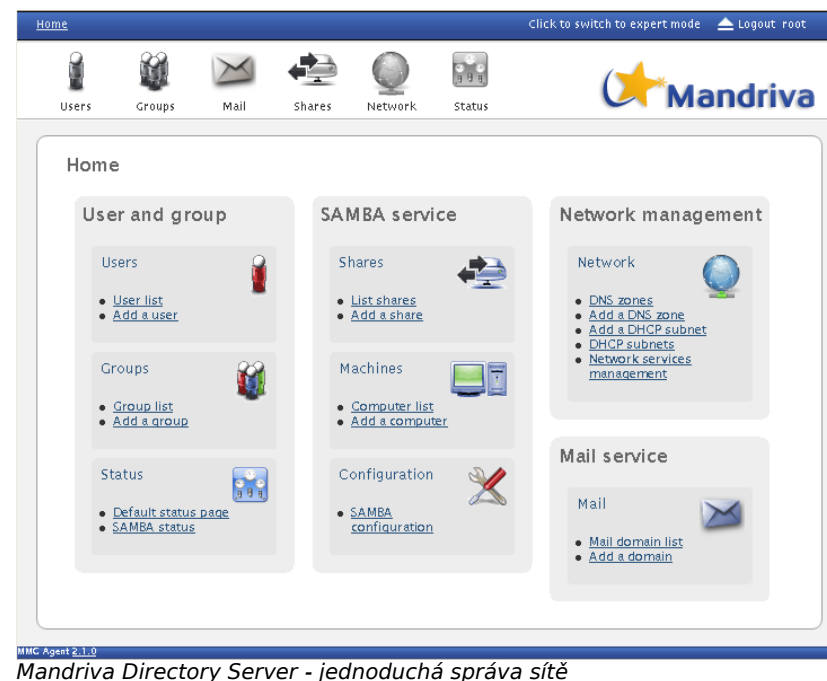 Home
Click to switch to expert mode
Logout root
Users
Groups
Mail
Shares
Network
Status
Mandriva
Home
User and group
Users
User list
Add a user
Groups
Group list
Add a group
Status
Default status page
SAMBA status
SAMBA service
Shares
List shares
Add a share
Machines
Computer list
Add a computer
Configuration
SAMBA
configuration
Network management
Network
DNS zones
Add a DNS zone
Add a DHCP subnet
DHCP subnets
Network services
management
Mail service
Mail
Mail domain list
Add a domain
MMC Agent 2.1.0
Mandriva Directory Server - jednoduchá správa sítě